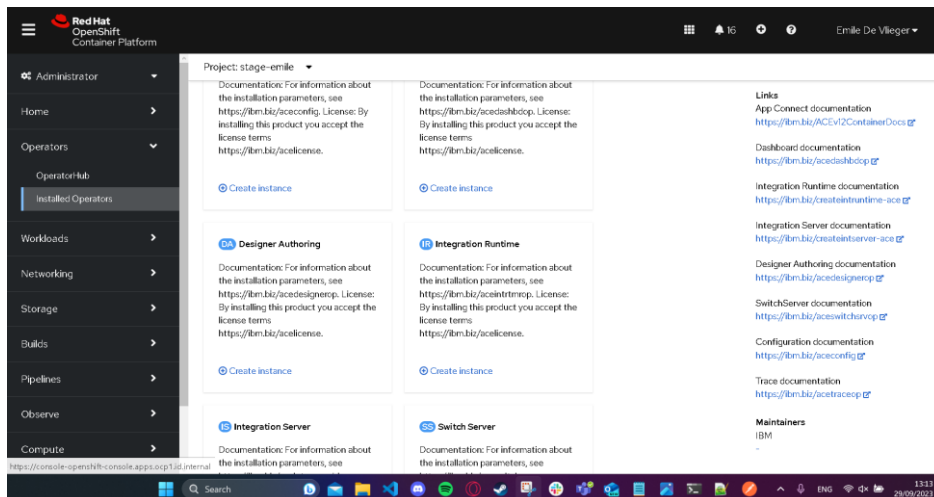 Red Hat
OpenShift
Container Platform
16
Emile De Vlieger
Administrator
Home
Operators
OperatorHub
Installed Operators
Workloads
Networking
Storage
Builds
Pipelines
Observe
Compute
https://console-openshift-console.apps.ocp1.id.internal
Project: stage-emile
Documentation: For information about
the installation parameters, see
https://ibm.biz/aceconfig. License: By
installing this product you accept the
license terms
https://ibm.biz/acelicense.
Create instance
Documentation: For information about
the installation parameters, see
https://ibm.biz/acedashbdop. License:
By installing this product you accept the
license terms
https://ibm.biz/acelicense.
Create instance
DA Designer Authoring
Documentation: For information about
the installation parameters, see
https://ibm.biz/acedesignerop. License:
By installing this product you accept the
license terms
https://ibm.biz/acelicense.
Create instance
IR Integration Runtime
Documentation: For information about
the installation parameters, see
https://ibm.biz/aceintrtmrop. License:
By installing this product you accept the
license terms
https://ibm.biz/acelicense.
Create instance
IS Integration Server
Documentation: For information about
the installation parameters, see
SS Switch Server
Documentation: For information about
the installation parameters, see
Links
App Connect documentation
https://ibm.biz/ACEv12ContainerDocs
Dashboard documentation
https://ibm.biz/acedashbdop
Integration Runtime documentation
https://ibm.biz/createintruntime-ace
Integration Server documentation
https://ibm.biz/createintserver-ace
Designer Authoring documentation
https://ibm.biz/acedesignerop
SwitchServer documentation
https://ibm.biz/aceswitchsrvop
Configuration documentation
https://ibm.biz/aceconfig
Trace documentation
https://ibm.biz/acetraceop
Maintainers
IBM
-
Search
ENG
13:13
29/09/2023